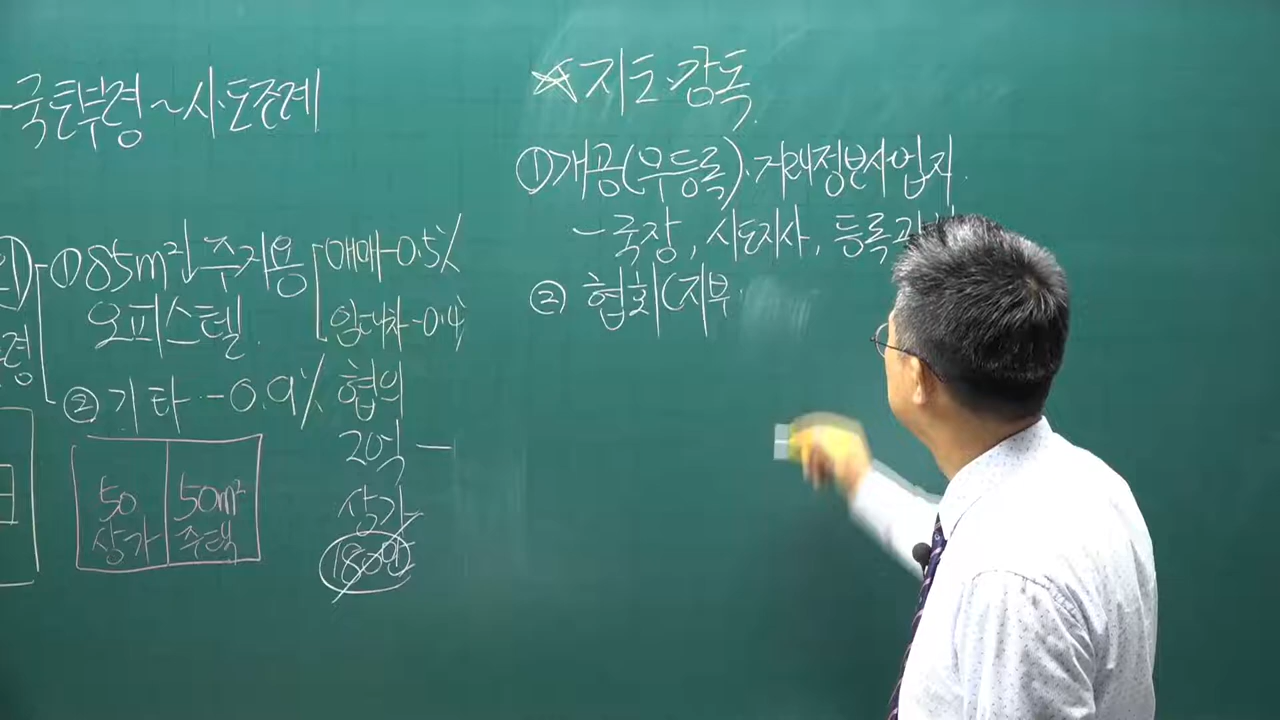 국토부령~시·도조례
① 85m² 주거용
오피스텔
매매-0.5%
임대차-0.4%
② 기타-0.9%
협의
20억 ―
상가
1800만
50
상가
50m²
주택
☆지도·감독.
①개공(무등록)·거래정보사업자.
-국장, 시·도지사, 등록관청
② 협회(지부